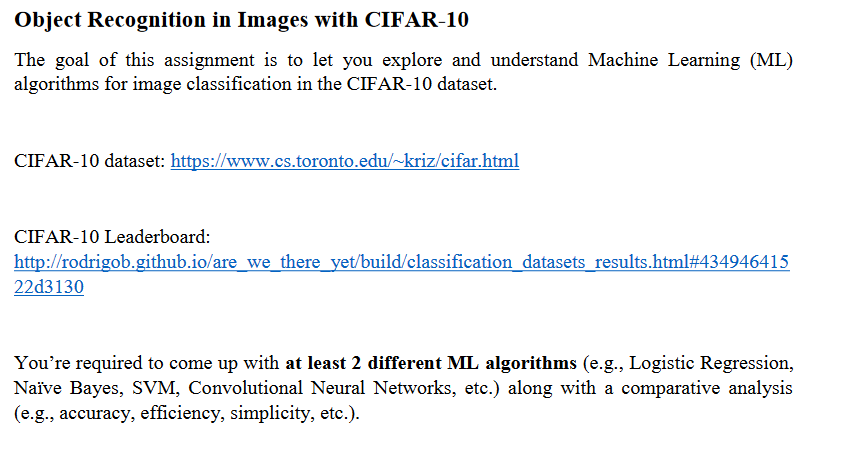 Object Recognition in Images with CIFAR-10
The goal of this assignment is to let you explore and understand Machine Learning (ML)
algorithms for image classification in the CIFAR-10 dataset.
CIFAR-10 dataset: https://www.cs.toronto.edu/~kriz/cifar.html
CIFAR-10 Leaderboard:
http://rodrigob.github.io/are_we_there_yet/build/classification_datasets_results.html#434946415
22d3130
You’re required to come up with at least 2 different ML algorithms (e.g., Logistic Regression,
Naïve Bayes, SVM, Convolutional Neural Networks, etc.) along with a comparative analysis
(e.g., accuracy, efficiency, simplicity, etc.).